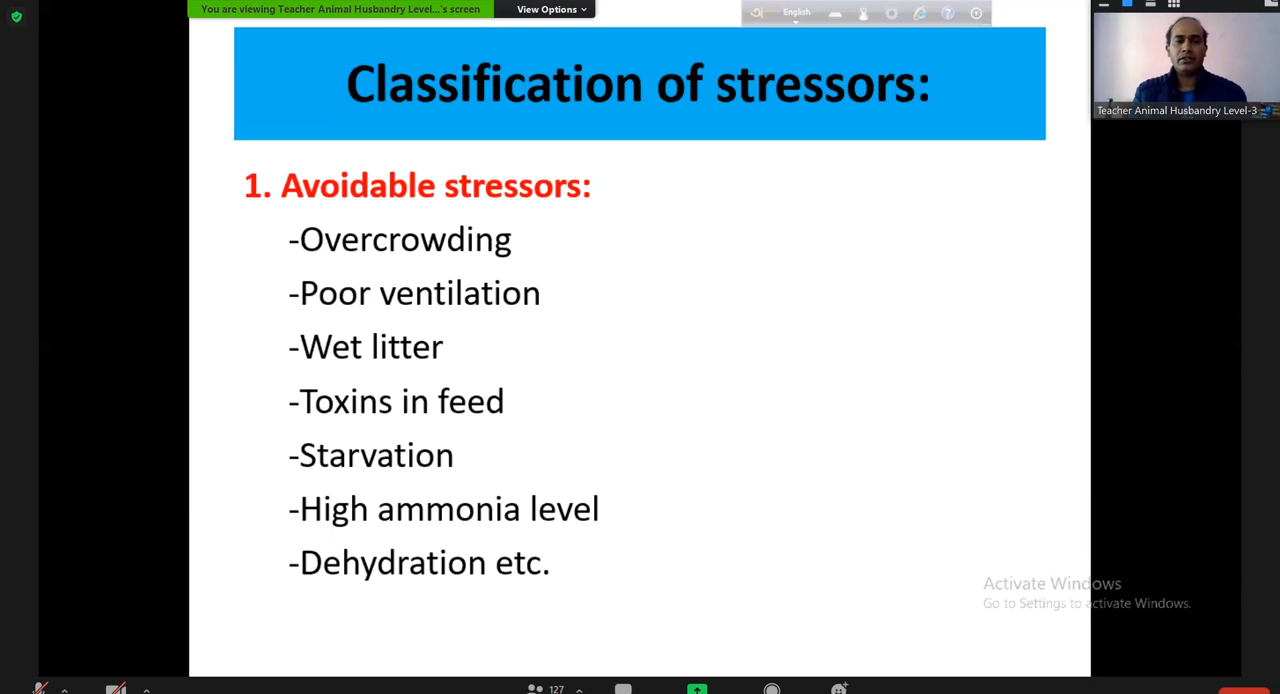 You are viewing Teacher Animal Husbandry Level...'s screen
View Options
English
Teacher Animal Husbandry Level-3
Classification of stressors:
1. Avoidable stressors:
-Overcrowding
-Poor ventilation
-Wet litter
-Toxins in feed
-Starvation
-High ammonia level
-Dehydration etc.
Activate Windows
Go to Settings to activate Windows.
127